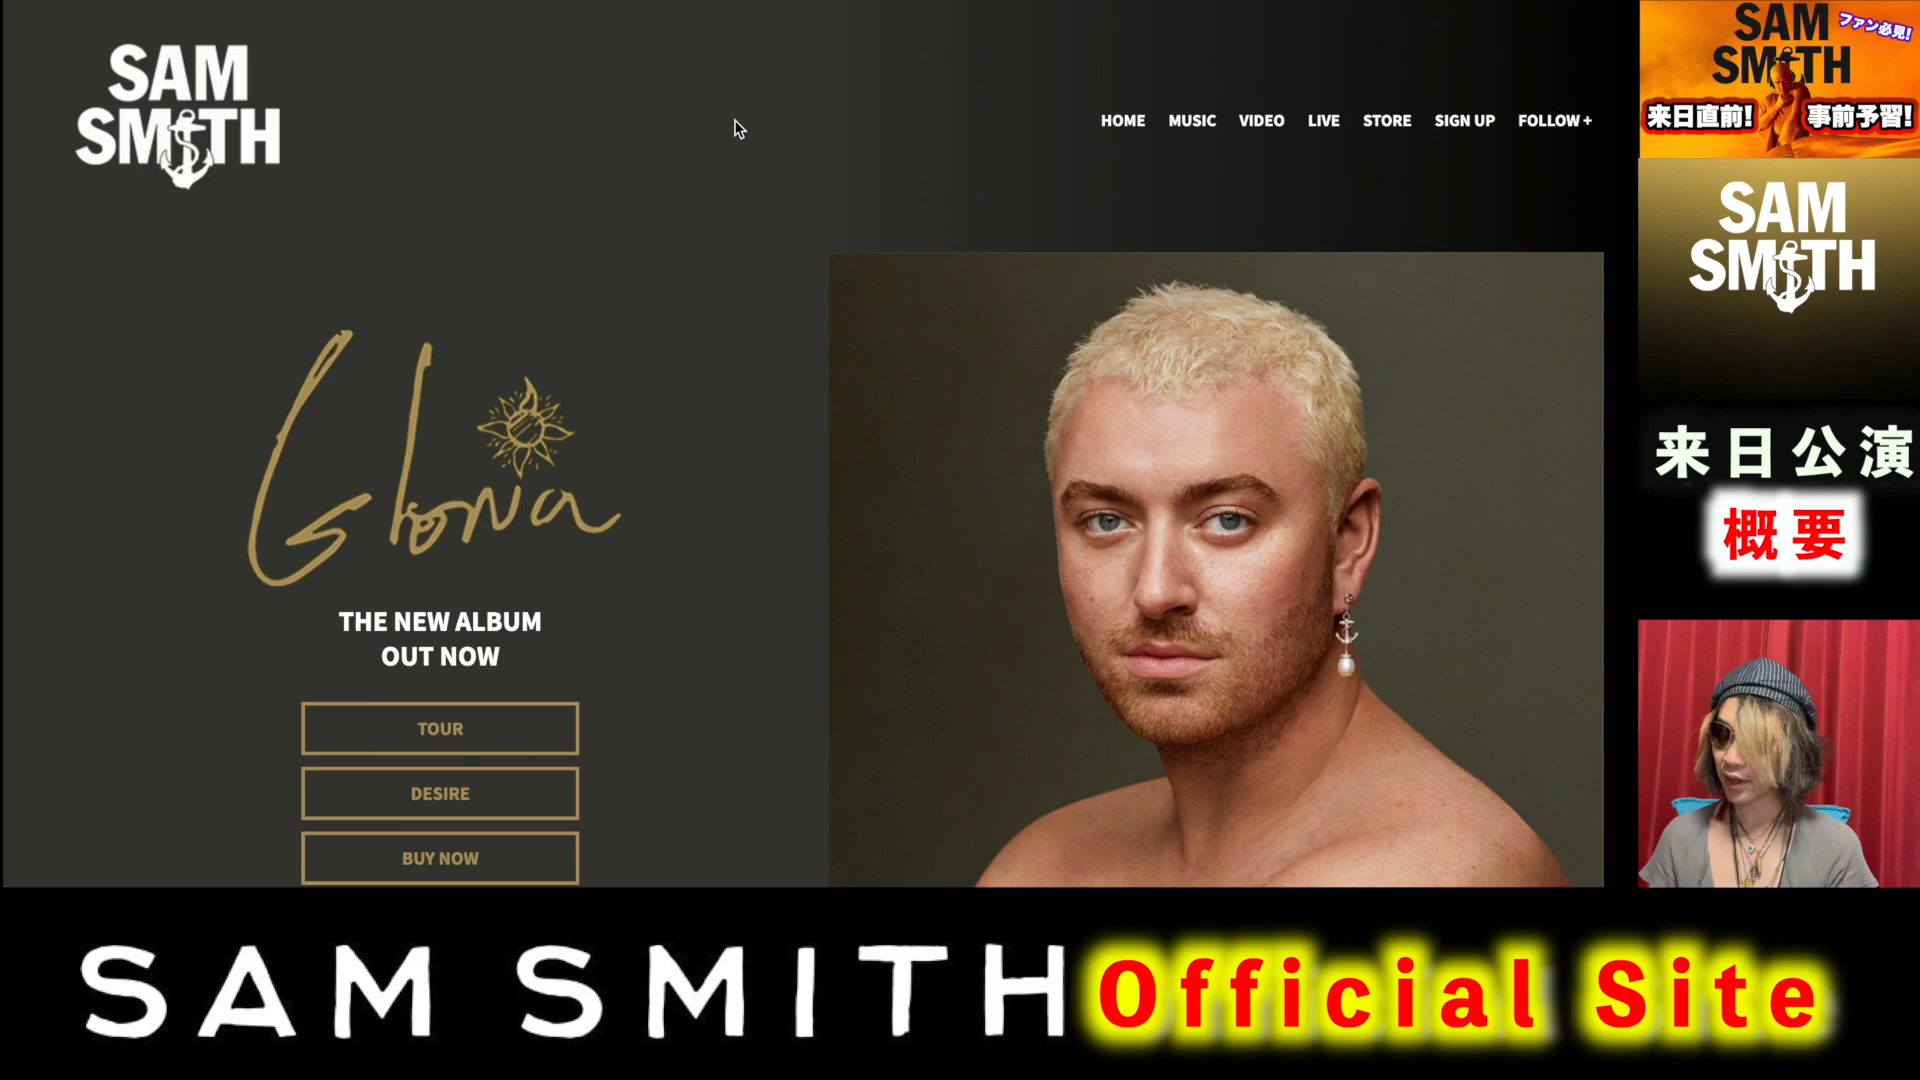 SAM
SMITH
HOME MUSIC VIDEO LIVE STORE SIGN UP FOLLOW +
Gloria
THE NEW ALBUM
OUT NOW
TOUR
DESIRE
BUY NOW
SAM
SMITH
ファン必見!
来日直前! 事前予習!
SAM
SMITH
来日公演
概要
SAM SMITH Official Site